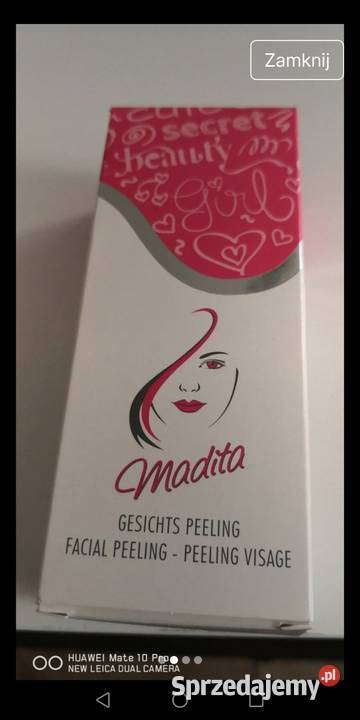 Zamknij
cute
secret
beauty
Girl
Madita
GESICHTS PEELING
FACIAL PEELING - PEELING VISAGE
HUAWEI Mate 10 Pro
NEW LEICA DUAL CAMERA
Sprzedajemy.pl